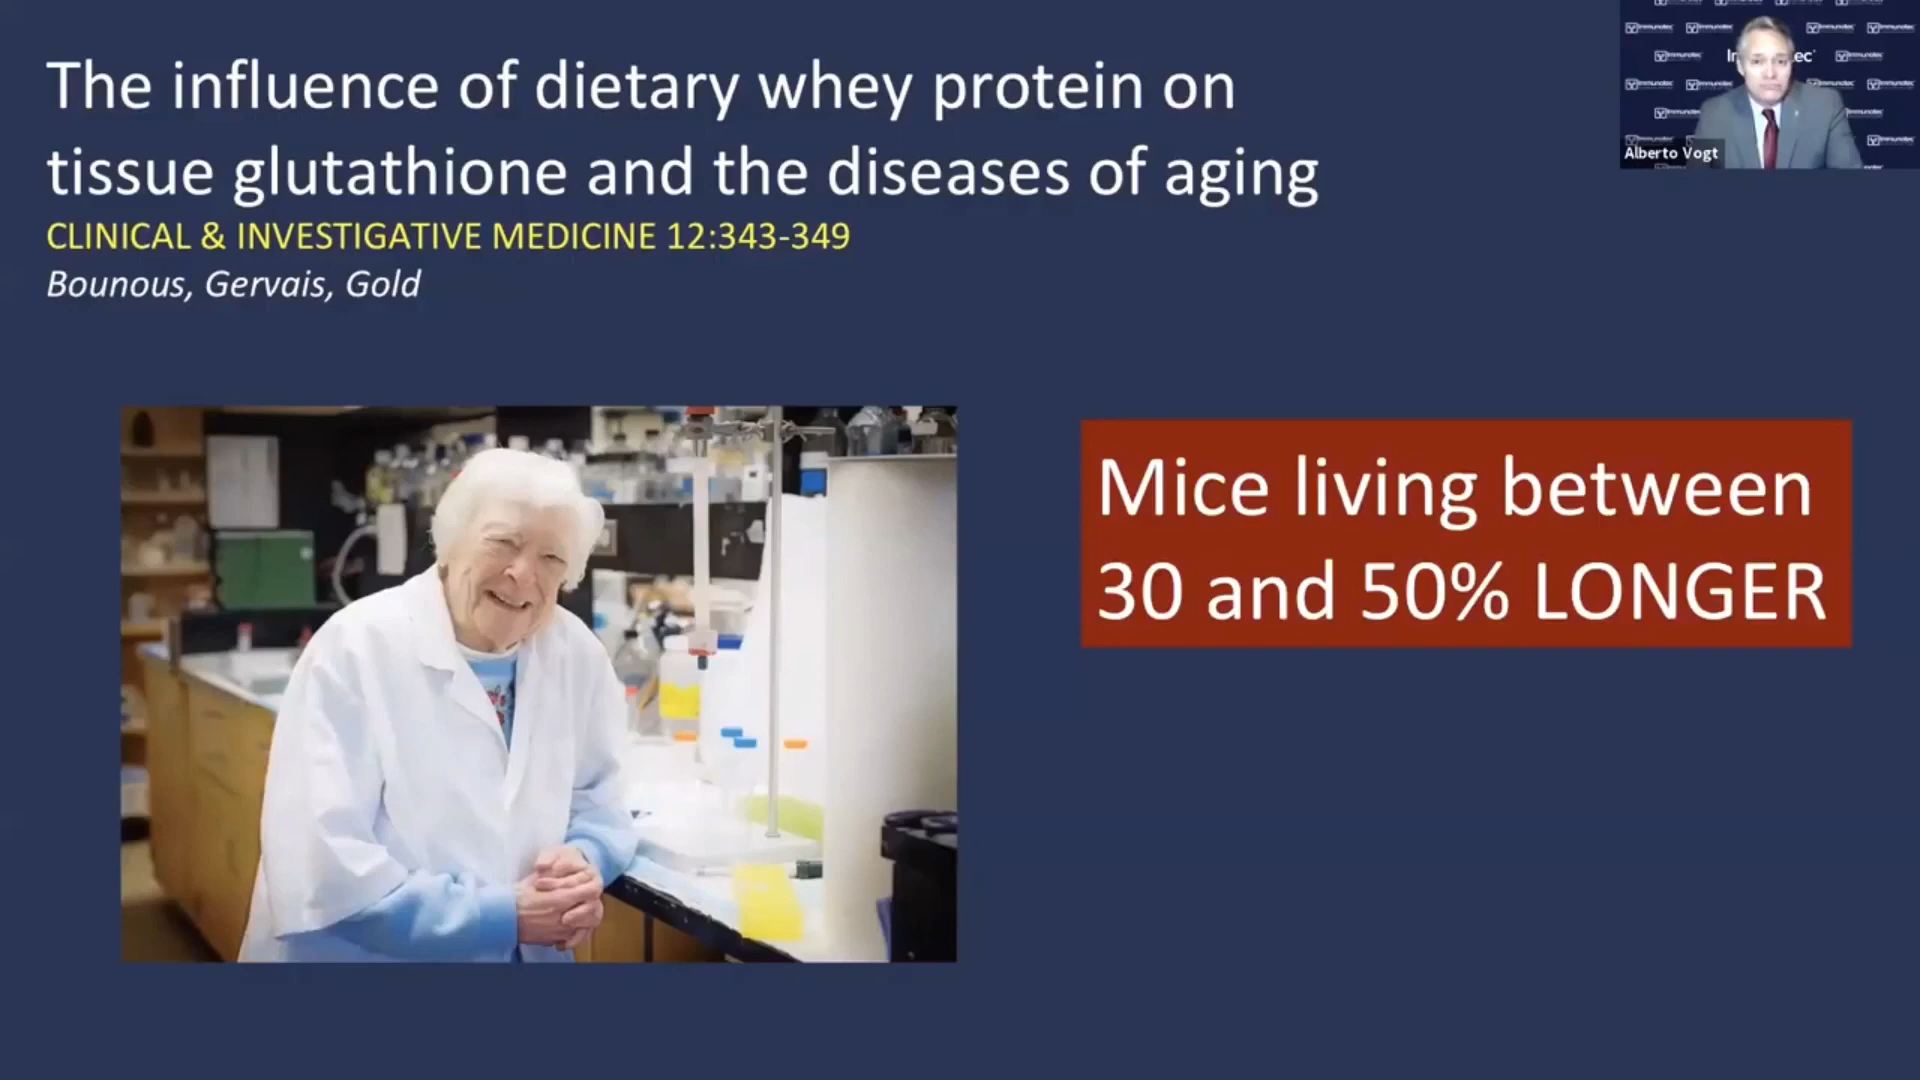 The influence of dietary whey protein on
tissue glutathione and the diseases of aging
CLINICAL & INVESTIGATIVE MEDICINE 12:343-349
Bounous, Gervais, Gold
Mice living between
30 and 50% LONGER
immunotec
Alberto Vogt